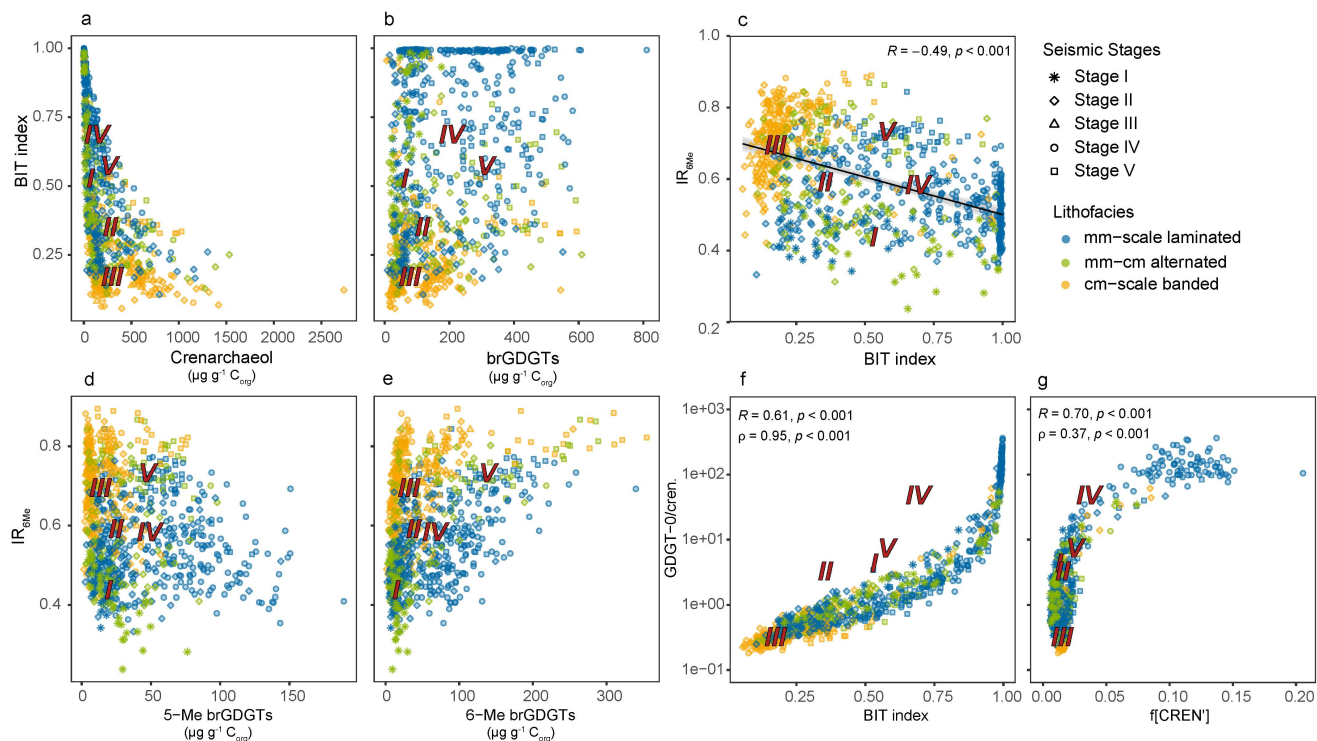 a
BIT index
1.00
0.75
0.50
0.25
IV
V
I
II
III
0 500 1000 1500 2000 2500
Crenarchaeol
(µg g⁻¹ Corg)
b
IV
V
I
II
III
0 200 400 600 800
brGDGTs
(µg g⁻¹ Corg)
c
IR6Me
1.0
0.8
0.6
0.4
0.2
R = −0.49, p < 0.001
III
V
II
IV
I
0.25 0.50 0.75 1.00
BIT index
Seismic Stages
Stage I
Stage II
Stage III
Stage IV
Stage V
Lithofacies
mm−scale laminated
mm−cm alternated
cm−scale banded
d
IR6Me
0.8
0.6
0.4
V
III
II
IV
I
0 50 100 150
5−Me brGDGTs
(µg g⁻¹ Corg)
e
V
III
II
IV
I
0 100 200 300
6−Me brGDGTs
(µg g⁻¹ Corg)
f
GDGT−0/cren.
1e+03
1e+02
1e+01
1e+00
1e−01
R = 0.61, p < 0.001
ρ = 0.95, p < 0.001
IV
V
I
II
III
0.25 0.50 0.75 1.00
BIT index
g
R = 0.70, p < 0.001
ρ = 0.37, p < 0.001
IV
V
II
III
0.00 0.05 0.10 0.15 0.20
f[CREN']